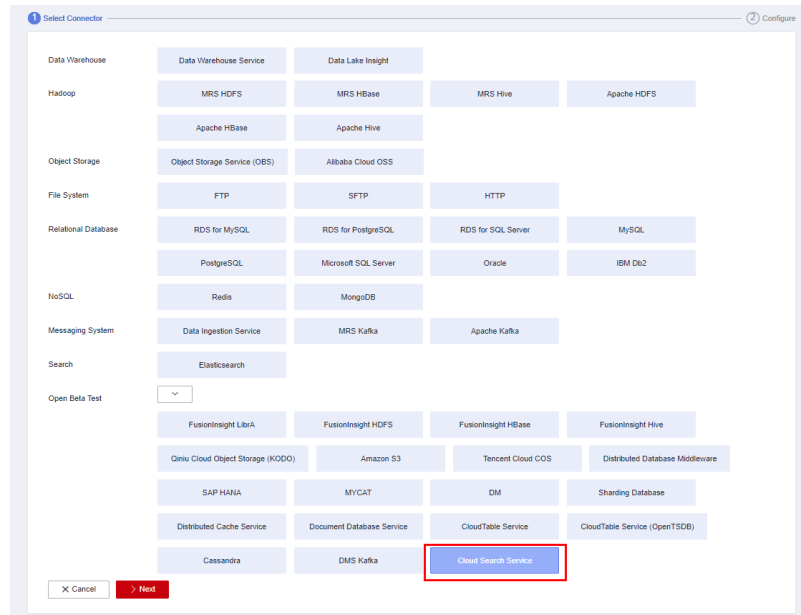 1 Select Connector 2 Configure
Data Warehouse Data Warehouse Service Data Lake Insight
Hadoop MRS HDFS MRS HBase MRS Hive Apache HDFS
Apache HBase Apache Hive
Object Storage Object Storage Service (OBS) Alibaba Cloud OSS
File System FTP SFTP HTTP
Relational Database RDS for MySQL RDS for PostgreSQL RDS for SQL Server MySQL
PostgreSQL Microsoft SQL Server Oracle IBM Db2
NoSQL Redis MongoDB
Messaging System Data Ingestion Service MRS Kafka Apache Kafka
Search Elasticsearch
Open Beta Test
FusionInsight LibrA FusionInsight HDFS FusionInsight HBase FusionInsight Hive
Qiniu Cloud Object Storage (KODO) Amazon S3 Tencent Cloud COS Distributed Database Middleware
SAP HANA MYCAT DM Sharding Database
Distributed Cache Service Document Database Service CloudTable Service CloudTable Service (OpenTSDB)
Cassandra DMS Kafka Cloud Search Service
Cancel Next